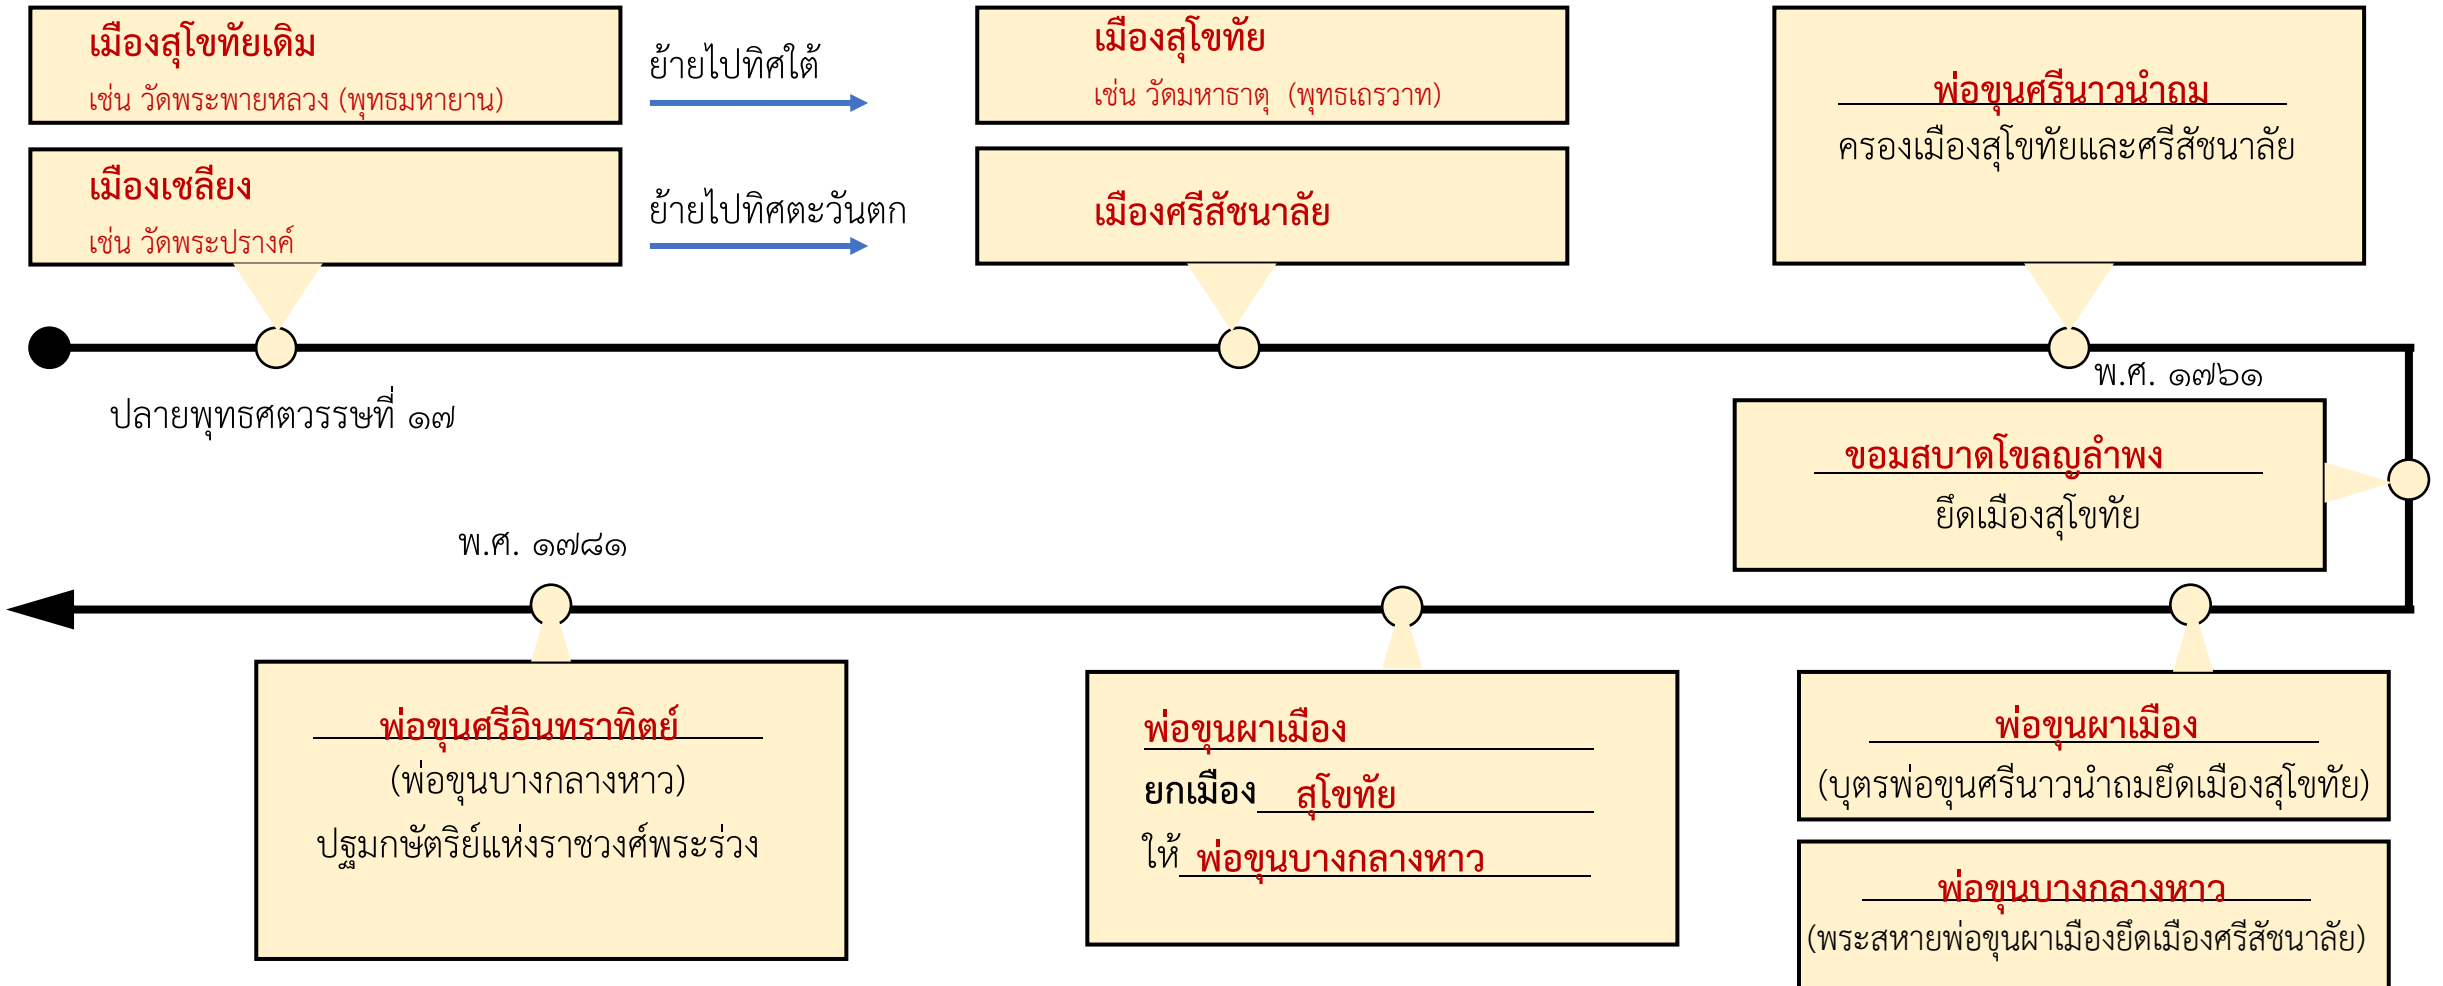 เมืองสุโขทัยเดิม
เช่น วัดพระพายหลวง (พุทธมหายาน)
ย้ายไปทิศใต้
เมืองสุโขทัย
เช่น วัดมหาธาตุ (พุทธเถรวาท)
เมืองเชลียง
เช่น วัดพระปรางค์
ย้ายไปทิศตะวันตก
เมืองศรีสัชนาลัย
พ่อขุนศรีนาวนำถม
ครองเมืองสุโขทัยและศรีสัชนาลัย
ปลายพุทธศตวรรษที่ ๑๗
พ.ศ. ๑๗๖๑
ขอมสบาดโขลญลำพง
ยึดเมืองสุโขทัย
พ่อขุนผาเมือง
(บุตรพ่อขุนศรีนาวนำถมยึดเมืองสุโขทัย)
พ่อขุนบางกลางหาว
(พระสหายพ่อขุนผาเมืองยึดเมืองศรีสัชนาลัย)
พ่อขุนผาเมือง
ยกเมือง สุโขทัย
ให้ พ่อขุนบางกลางหาว
พ.ศ. ๑๗๘๑
พ่อขุนศรีอินทราทิตย์
(พ่อขุนบางกลางหาว)
ปฐมกษัตริย์แห่งราชวงศ์พระร่วง